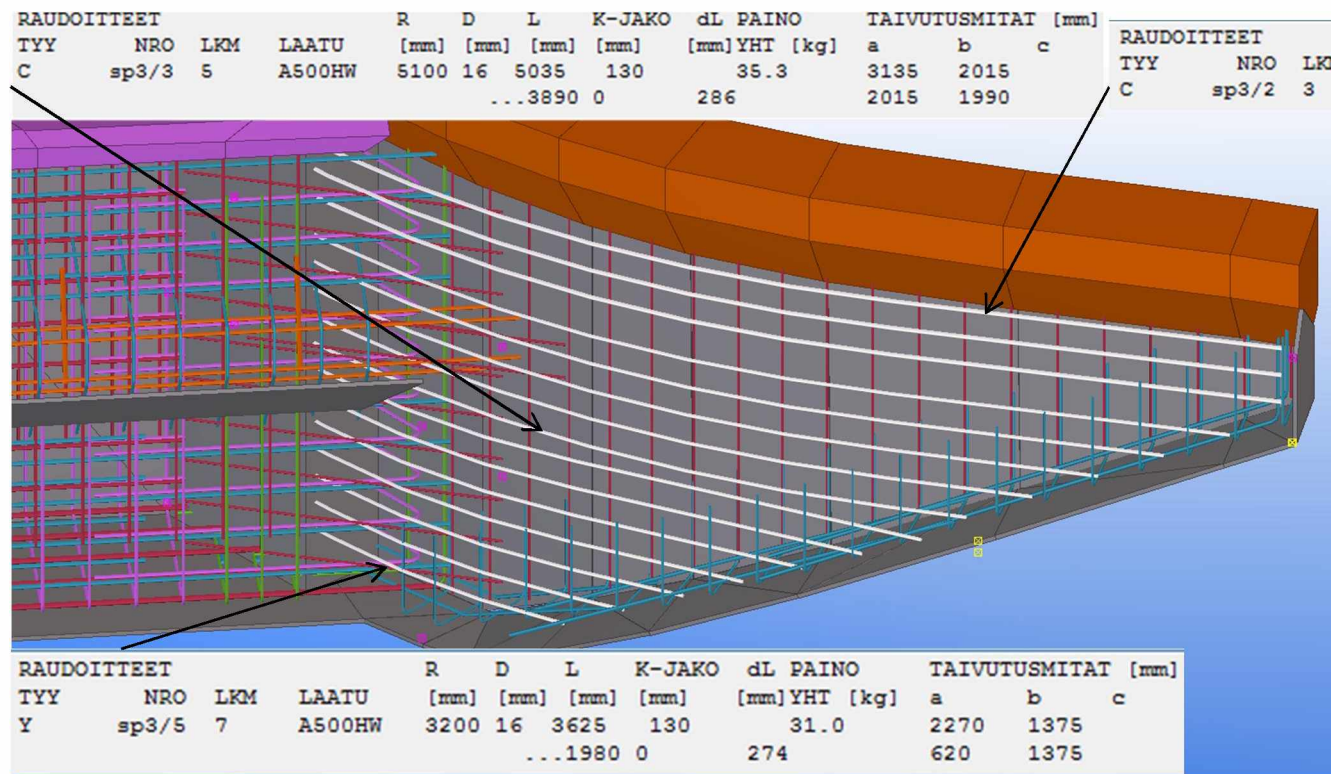 RAUDOITTEET R D L K-JAKO dL PAINO TAIVUTUSMITAT [mm]
TYY NRO LKM LAATU [mm] [mm] [mm] [mm] [mm] YHT [kg] a b c
C sp3/3 5 A500HW 5100 16 5035 130 35.3 3135 2015
...3890 0 286 2015 1990
RAUDOITTEET
TYY NRO LKM
C sp3/2 3
RAUDOITTEET R D L K-JAKO dL PAINO TAIVUTUSMITAT [mm]
TYY NRO LKM LAATU [mm] [mm] [mm] [mm] [mm] YHT [kg] a b c
Y sp3/5 7 A500HW 3200 16 3625 130 31.0 2270 1375
...1980 0 274 620 1375